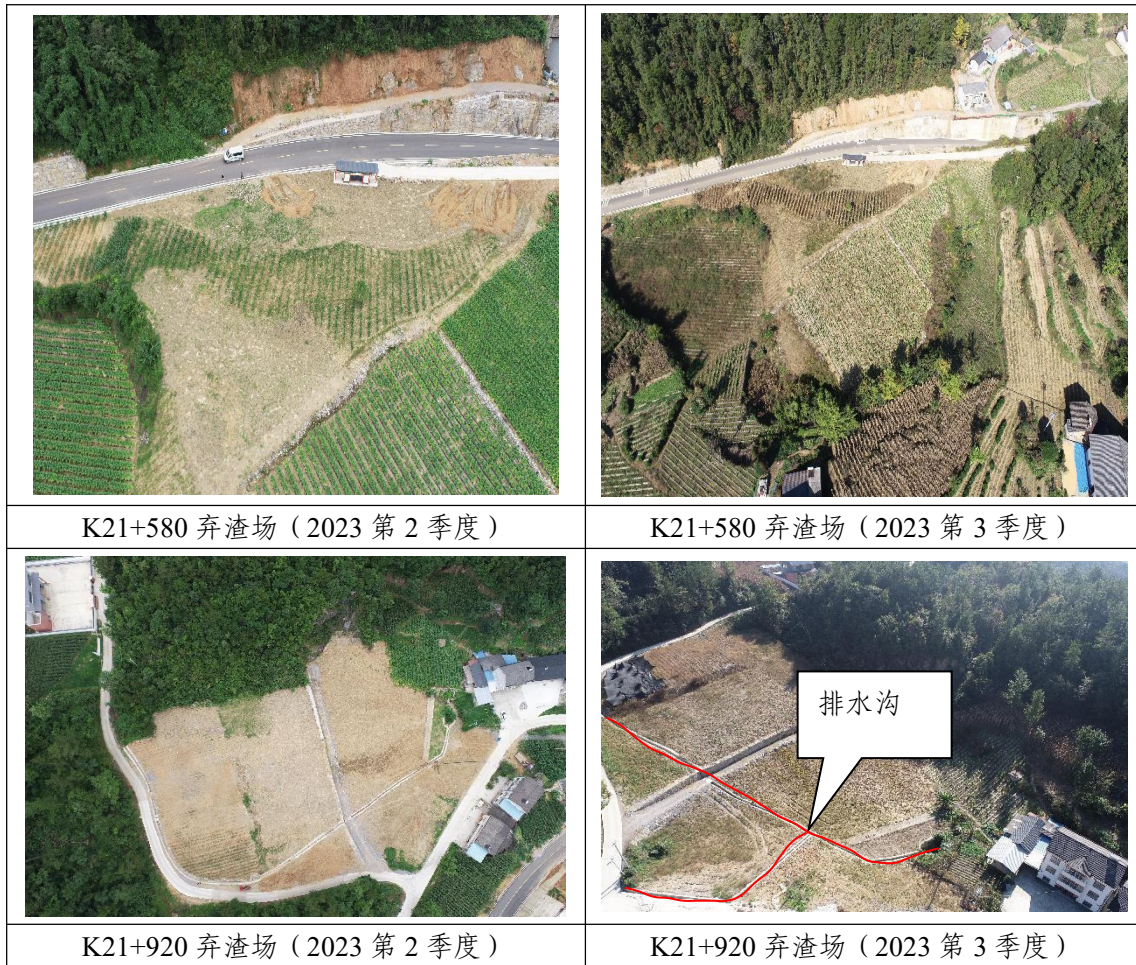 K21+580 弃渣场（2023 第 2 季度）
K21+580 弃渣场（2023 第 3 季度）
排水沟
K21+920 弃渣场（2023 第 2 季度）
K21+920 弃渣场（2023 第 3 季度）